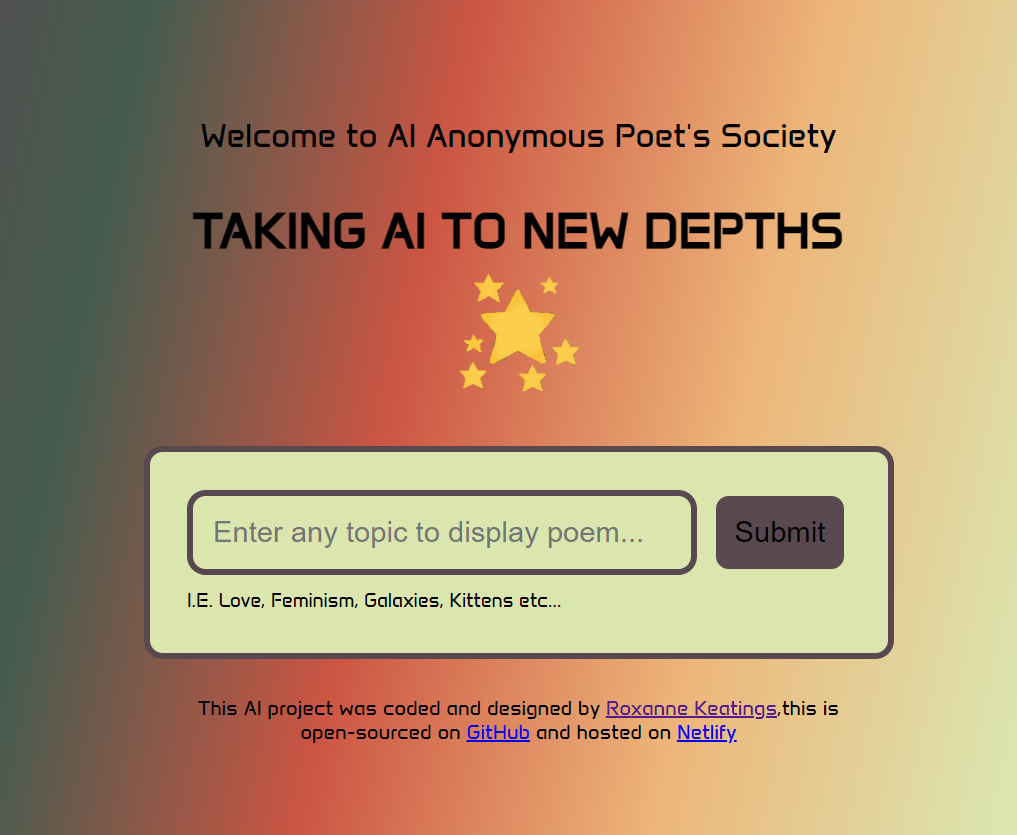 Welcome to AI Anonymous Poet's Society
TAKING AI TO NEW DEPTHS
Enter any topic to display poem...
Submit
I.E. Love, Feminism, Galaxies, Kittens etc...
This AI project was coded and designed by Roxanne Keatings,this is
open-sourced on GitHub and hosted on Netlify